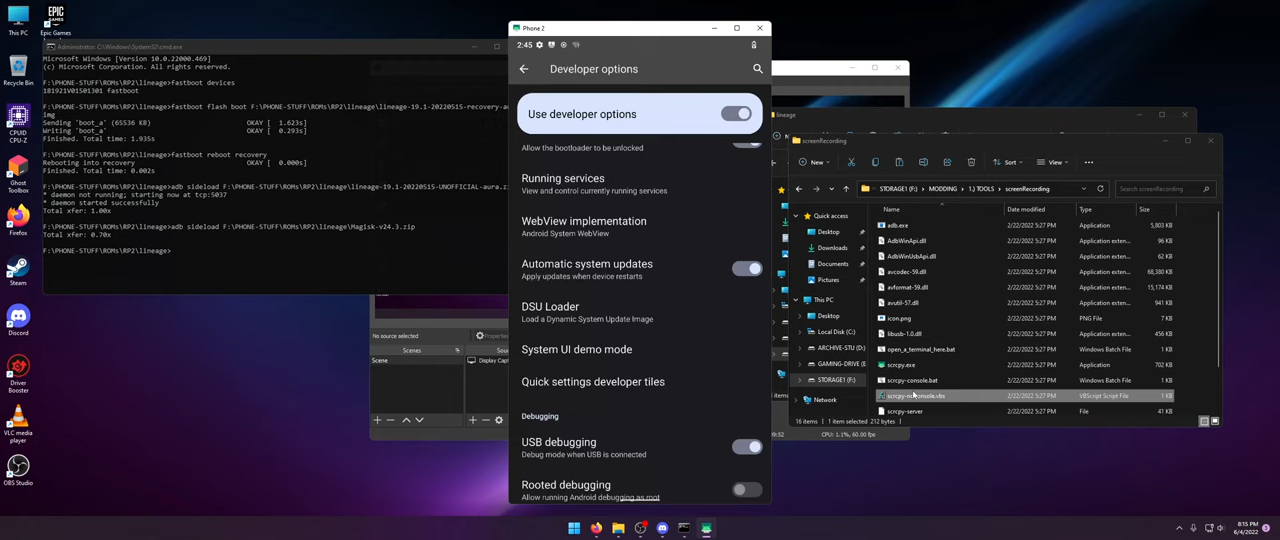 This PC
Epic Games
Recycle Bin
CPUID CPU-Z
Ghost Toolbox
Firefox
Steam
Discord
Driver Booster
VLC media player
OBS Studio
Administrator: C:\Windows\System32\cmd.exe
Microsoft Windows [Version 10.0.22000.469]
(c) Microsoft Corporation. All rights reserved.
F:\PHONE-STUFF\ROMs\RP2\lineage>fastboot devices
181921V01501301 fastboot
F:\PHONE-STUFF\ROMs\RP2\lineage>fastboot flash boot F:\PHONE-STUFF\ROMs\RP2\lineage\lineage-19.1-20220515-recovery-au
img
Sending 'boot_a' (65536 KB) OKAY [ 1.623s]
Writing 'boot_a' OKAY [ 0.293s]
Finished. Total time: 1.935s
F:\PHONE-STUFF\ROMs\RP2\lineage>fastboot reboot recovery
Rebooting into recovery OKAY [ 0.000s]
Finished. Total time: 0.002s
F:\PHONE-STUFF\ROMs\RP2\lineage>adb sideload F:\PHONE-STUFF\ROMs\RP2\lineage\lineage-19.1-20220515-UNOFFICIAL-aura.zi
* daemon not running; starting now at tcp:5037
* daemon started successfully
Total xfer: 1.00x
F:\PHONE-STUFF\ROMs\RP2\lineage>adb sideload F:\PHONE-STUFF\ROMs\RP2\lineage\Magisk-v24.3.zip
Total xfer: 0.70x
F:\PHONE-STUFF\ROMs\RP2\lineage>
No source selected
Properties
Scenes
Scene
Display Capt
CPU: 1.1%, 60.00 fps
Phone 2
2:45
Developer options
Use developer options
Allow the bootloader to be unlocked
Running services
View and control currently running services
WebView implementation
Android System WebView
Automatic system updates
Apply updates when device restarts
DSU Loader
Load a Dynamic System Update Image
System UI demo mode
Quick settings developer tiles
Debugging
USB debugging
Debug mode when USB is connected
Rooted debugging
Allow running Android debugging as root
lineage
screenRecording
New
Sort
View
STORAGE1 (F:) > MODDING > 1.) TOOLS > screenRecording
Search screenRecording
Quick access
Desktop
Downloads
Documents
Pictures
This PC
Desktop
Local Disk (C:)
ARCHIVE-STU (D:)
GAMING-DRIVE (E
STORAGE1 (F:)
Network
Name Date modified Type Size
adb.exe 2/22/2022 5:27 PM Application 5,803 KB
AdbWinApi.dll 2/22/2022 5:27 PM Application exten... 96 KB
AdbWinUsbApi.dll 2/22/2022 5:27 PM Application exten... 62 KB
avcodec-59.dll 2/22/2022 5:27 PM Application exten... 68,380 KB
avformat-59.dll 2/22/2022 5:27 PM Application exten... 15,174 KB
avutil-57.dll 2/22/2022 5:27 PM Application exten... 941 KB
icon.png 2/22/2022 5:27 PM PNG File 5 KB
libusb-1.0.dll 2/22/2022 5:27 PM Application exten... 456 KB
open_a_terminal_here.bat 2/22/2022 5:27 PM Windows Batch File 1 KB
scrcpy.exe 2/22/2022 5:27 PM Application 702 KB
scrcpy-console.bat 2/22/2022 5:27 PM Windows Batch File 1 KB
scrcpy-noconsole.vbs 2/22/2022 5:27 PM VBScript Script File 1 KB
scrcpy-server 2/22/2022 5:27 PM File 41 KB
16 items 1 item selected 212 bytes
8:15 PM
6/4/2022